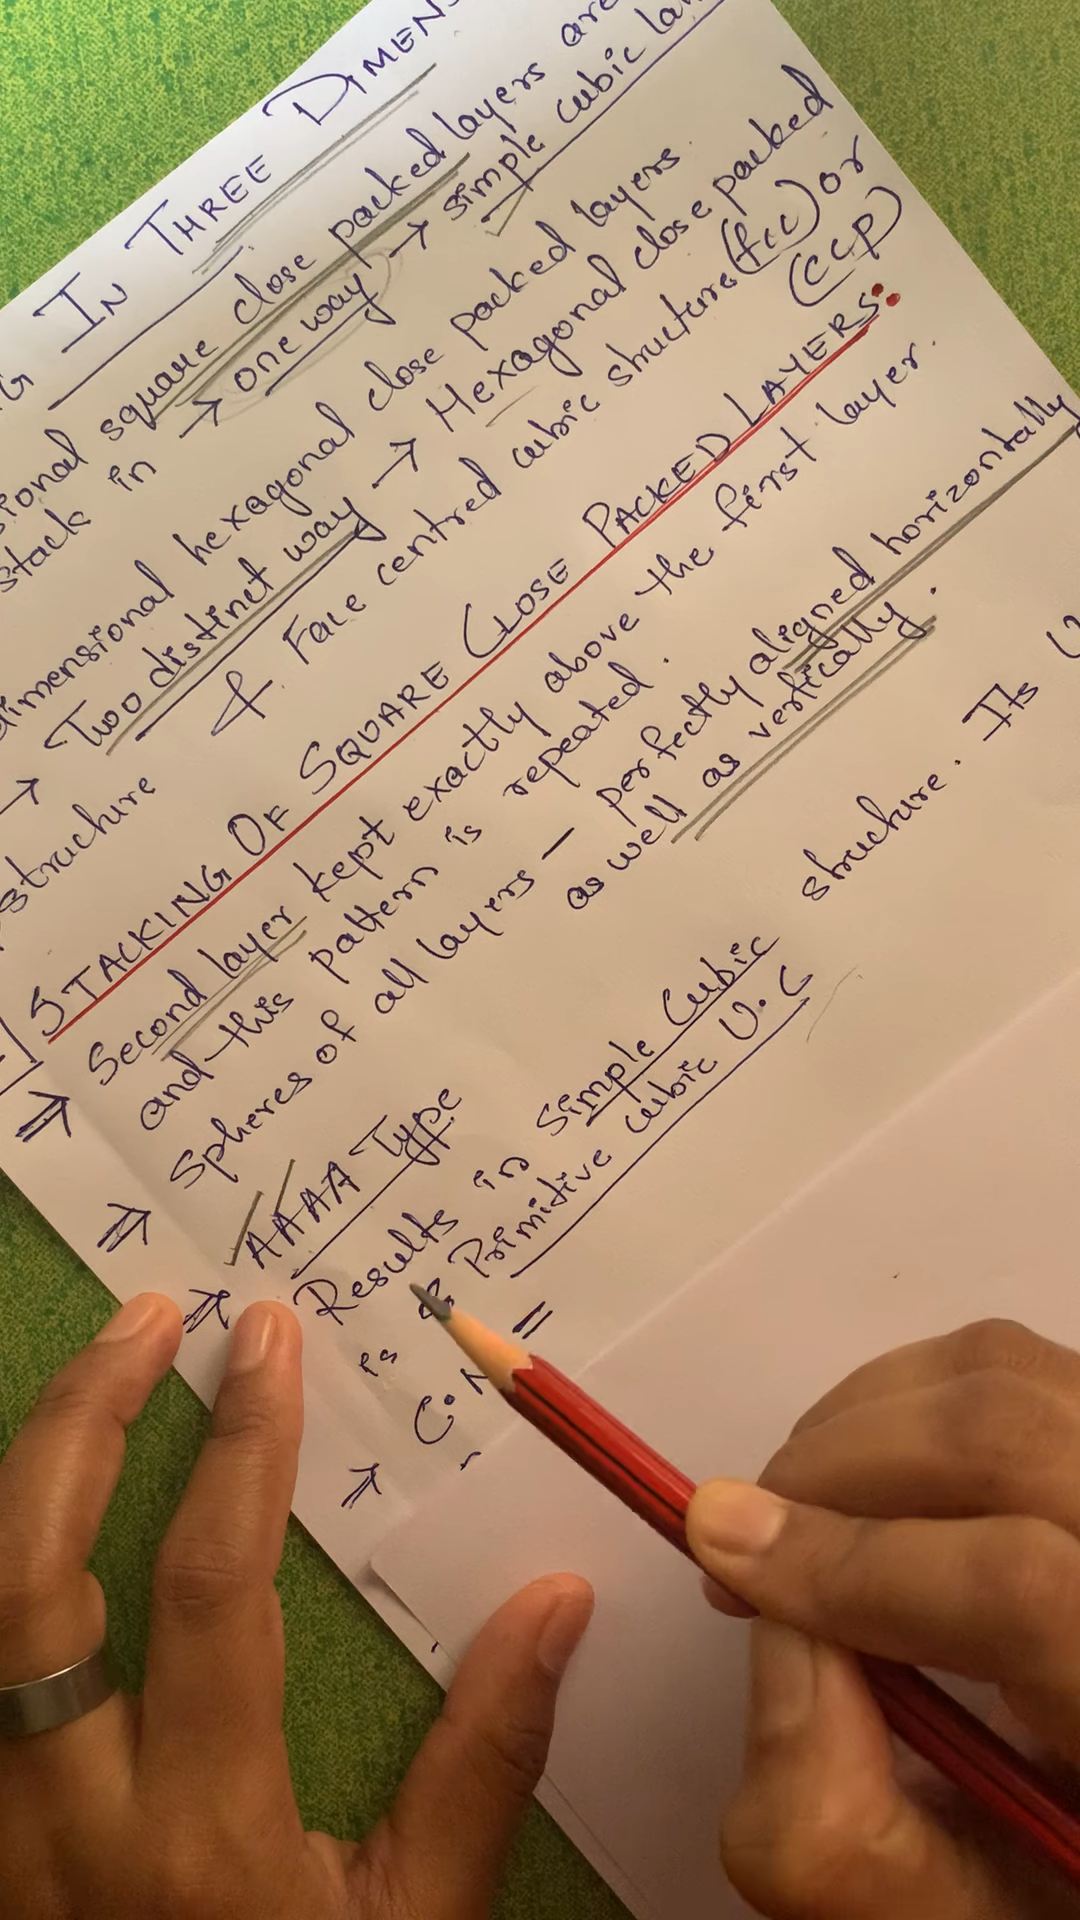 IN THREE DIMEN
square close packed layers are
stack in → one way → simple cubic
dimensional hexagonal close packed layers.
→ Two distinct way → Hexagonal close packed
structure & Face centred cubic structure (fcc) or
(CCP)
STACKING OF SQUARE CLOSE PACKED LAYERS:
⇒ Second layer kept exactly above the first layer.
and this pattern is repeated.
⇒ Spheres of all layers — perfectly aligned horizontally
as well as vertically.
⇒ AAAA Type
Results in Simple Cubic structure. Its
is Primitive cubic U.C
⇒ C.N =